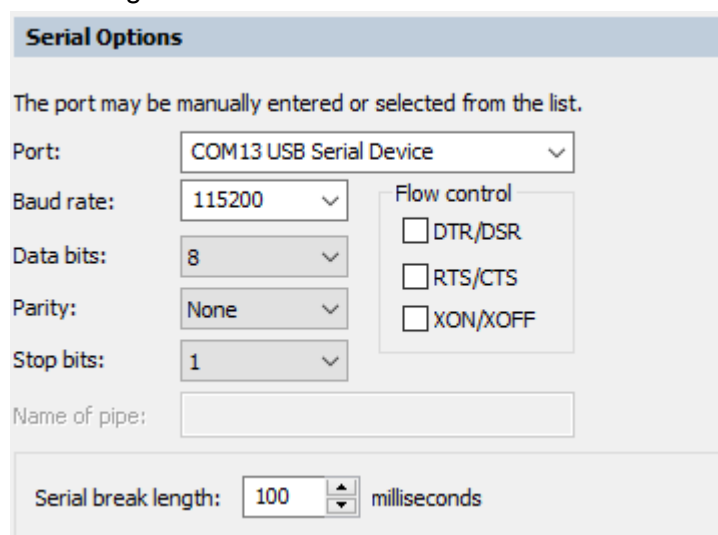 Serial Options
The port may be manually entered or selected from the list.
Port: COM13 USB Serial Device
Baud rate: 115200
Flow control
DTR/DSR
Data bits: 8
RTS/CTS
Parity: None
XON/XOFF
Stop bits: 1
Name of pipe:
Serial break length: 100 milliseconds